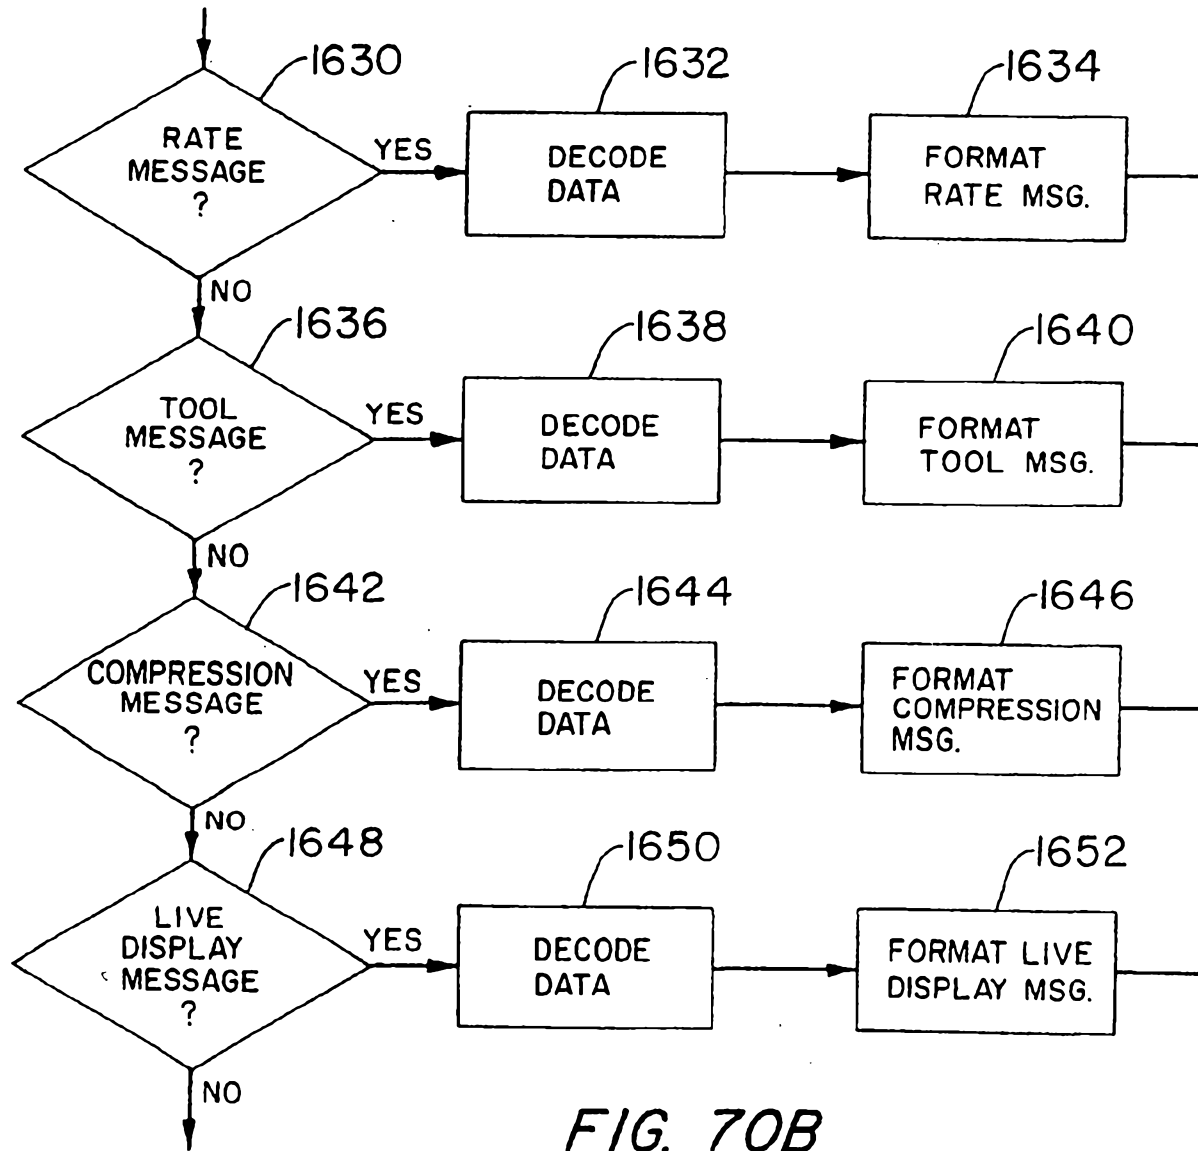 1630
RATE
MESSAGE
?
YES
1632
DECODE
DATA
1634
FORMAT
RATE MSG.
NO
1636
TOOL
MESSAGE
?
YES
1638
DECODE
DATA
1640
FORMAT
TOOL MSG.
NO
1642
COMPRESSION
MESSAGE
?
YES
1644
DECODE
DATA
1646
FORMAT
COMPRESSION
MSG.
NO
1648
LIVE
DISPLAY
MESSAGE
?
YES
1650
DECODE
DATA
1652
FORMAT LIVE
DISPLAY MSG.
NO
FIG. 70B